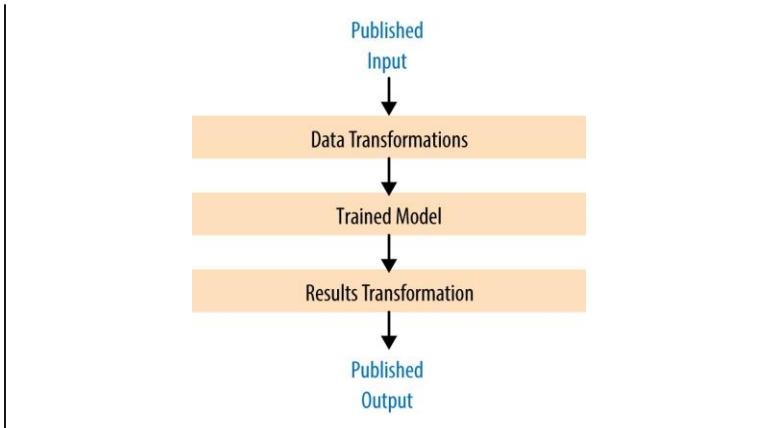 Published
Input
Data Transformations
Trained Model
Results Transformation
Published
Output